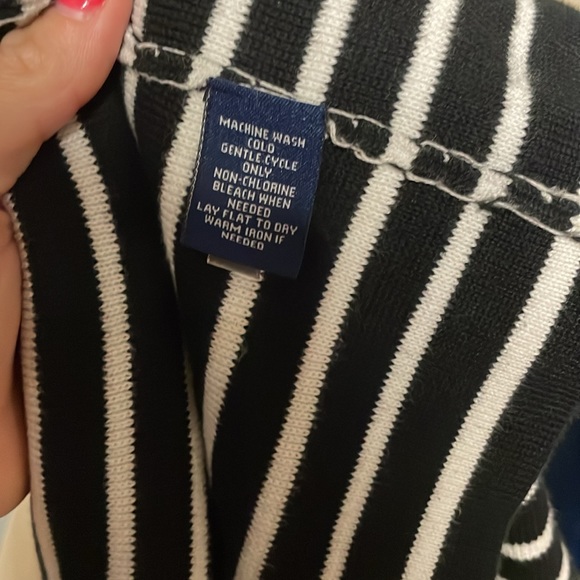 MACHINE WASH
COLD
GENTLE.CYCLE
ONLY
NON-CHLORINE
BLEACH WHEN
NEEDED
LAY FLAT TO DRY
WARM IRON IF
NEEDED